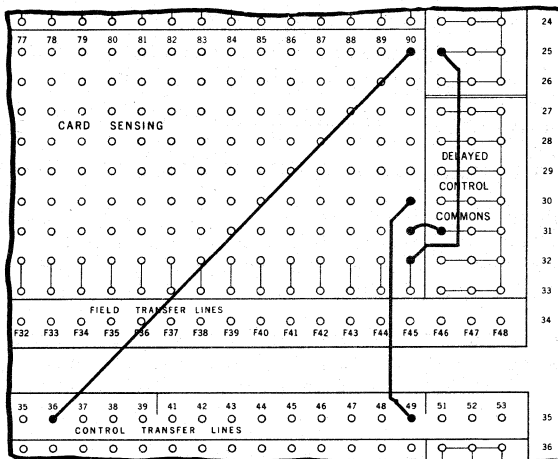 24
77 78 79 80 81 82 83 84 85 86 87 88 89 90
25
26
27
CARD SENSING
28
DELAYED
29
CONTROL
30
COMMONS
31
32
33
FIELD TRANSFER LINES
34
F32 F33 F34 F35 F36 F37 F38 F39 F40 F41 F42 F43 F44 F45 F46 F47 F48
35 36 37 38 39 41 42 43 44 45 46 47 48 49 51 52 53
35
CONTROL TRANSFER LINES
36